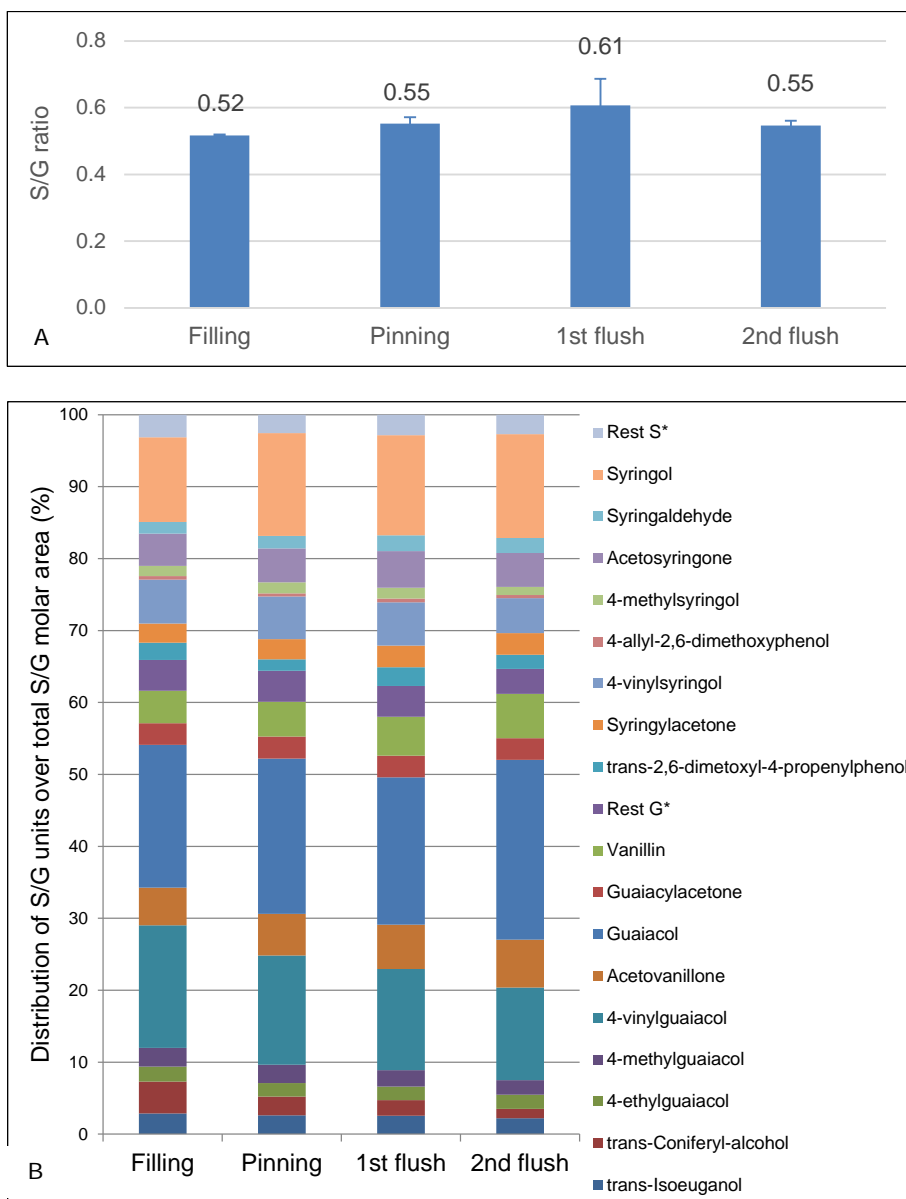 0.8
0.61
0.55
0.55
0.52
0.6
S/G ratio
0.4
0.2
0.0
A
Filling Pinning 1st flush 2nd flush
100
90
80
70
60
50
40
30
20
10
0
Distribution of S/G units over total S/G molar area (%)
Rest S*
Syringol
Syringaldehyde
Acetosyringone
4-methylsyringol
4-allyl-2,6-dimethoxyphenol
4-vinylsyringol
Syringylacetone
trans-2,6-dimetoxyl-4-propenylphenol
Rest G*
Vanillin
Guaiacylacetone
Guaiacol
Acetovanillone
4-vinylguaiacol
4-methylguaiacol
4-ethylguaiacol
trans-Coniferyl-alcohol
trans-Isoeuganol
B
Filling Pinning 1st flush 2nd flush